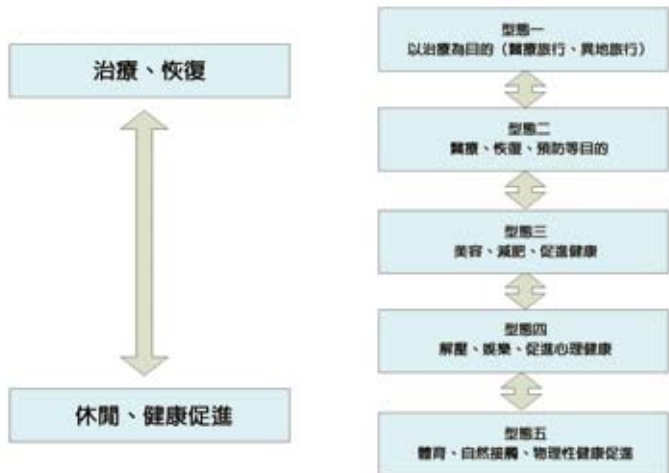 治療、恢復
休閒、健康促進
型態一
以治療為目的（醫療旅行、異地旅行）
型態二
醫療、恢復、預防等目的
型態三
美容、減肥、促進健康
型態四
解壓、娛樂、促進心理健康
型態五
體育、自然接觸、物理性健康促進